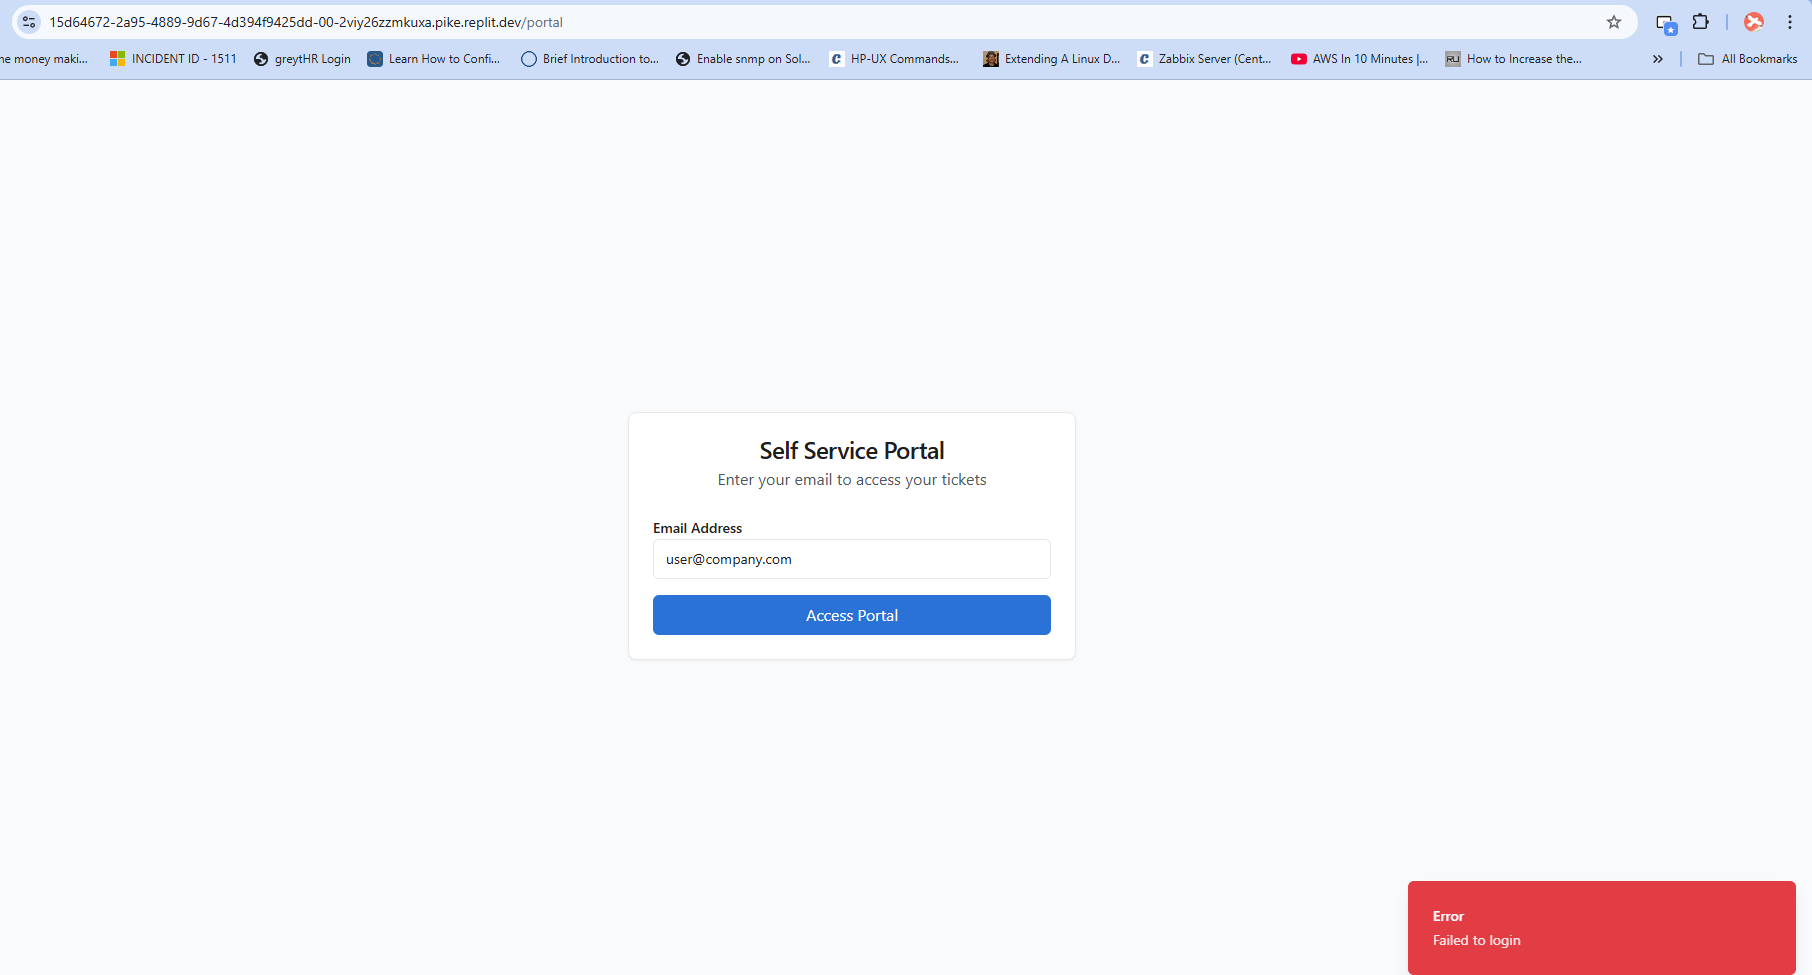 15d64672-2a95-4889-9d67-4d394f9425dd-00-2viy26zzmkuxa.pike.replit.dev/portal
ne money maki... INCIDENT ID - 1511 greytHR Login Learn How to Confi... Brief Introduction to... Enable snmp on Sol... HP-UX Commands... Extending A Linux D... Zabbix Server (Cent... AWS In 10 Minutes |... How to Increase the... » All Bookmarks
Self Service Portal
Enter your email to access your tickets
Email Address
user@company.com
Access Portal
Error
Failed to login